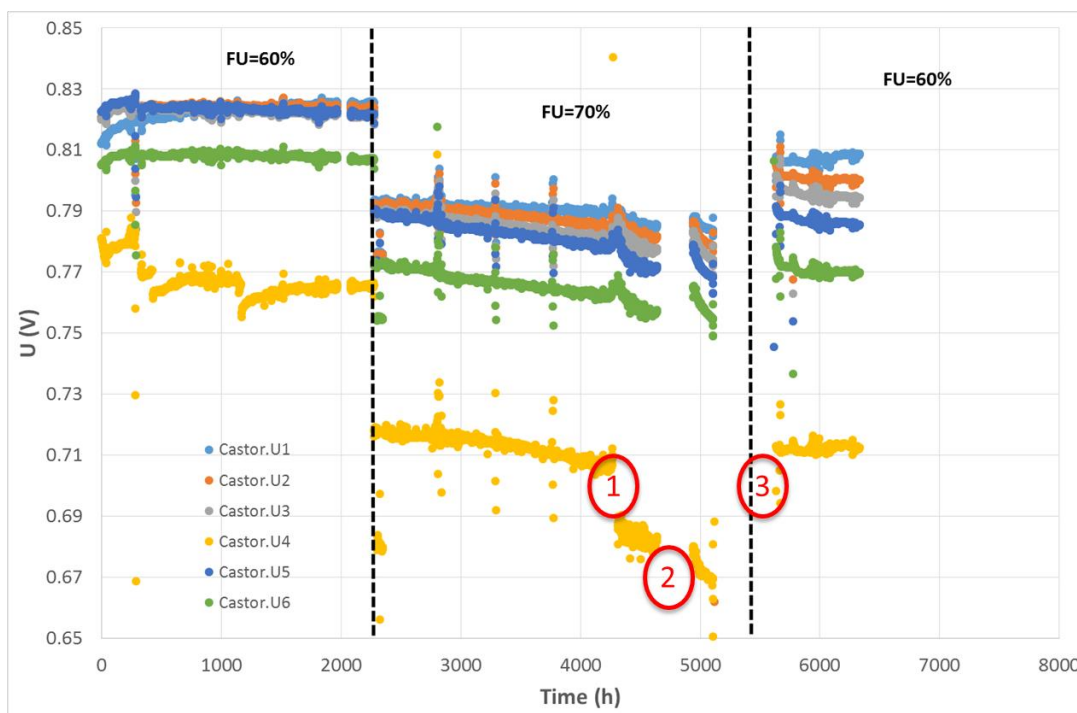 0.85
0.83
0.81
0.79
0.77
0.75
0.73
0.71
0.69
0.67
0.65
U (V)
FU=60%
FU=70%
FU=60%
Castor.U1
Castor.U2
Castor.U3
Castor.U4
Castor.U5
Castor.U6
1
2
3
0 1000 2000 3000 4000 5000 6000 7000 8000
Time (h)